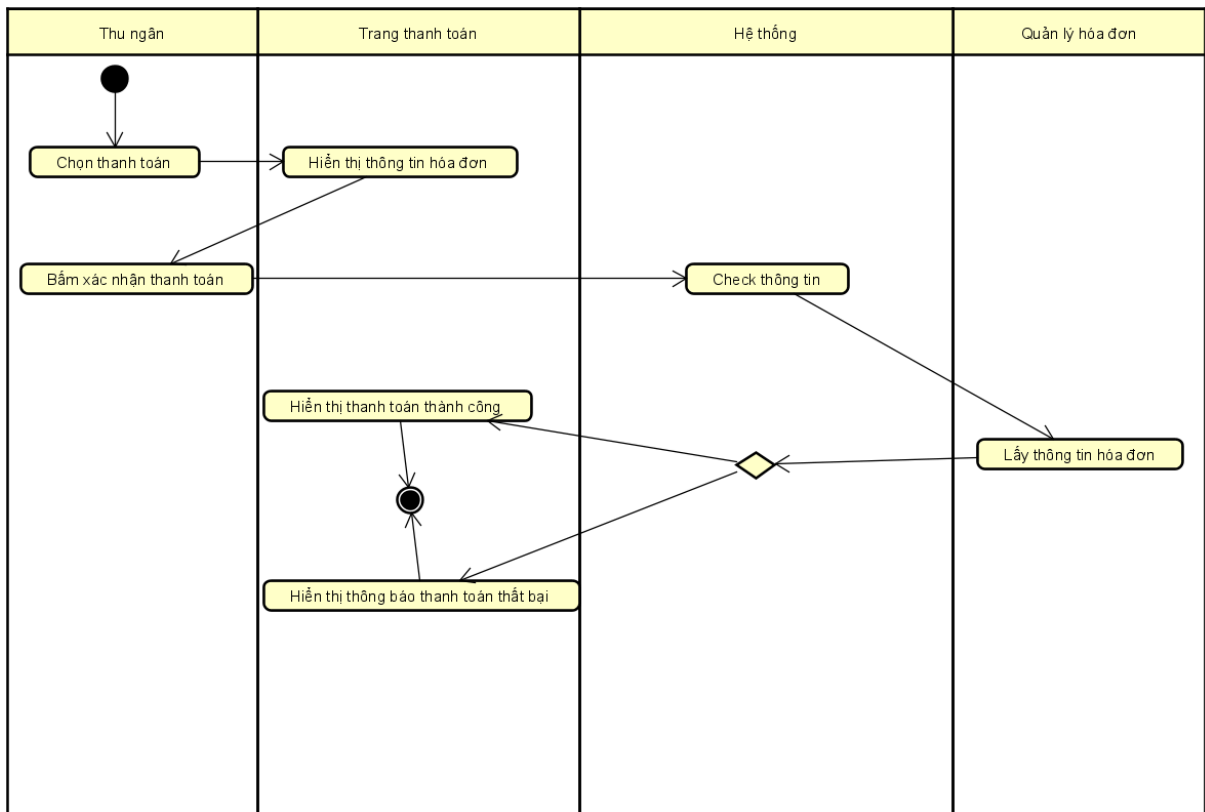 Thu ngân
Trang thanh toán
Hệ thống
Quản lý hóa đơn
Chọn thanh toán
Hiển thị thông tin hóa đơn
Bấm xác nhận thanh toán
Check thông tin
Hiển thị thanh toán thành công
Lấy thông tin hóa đơn
Hiển thị thông báo thanh toán thất bại